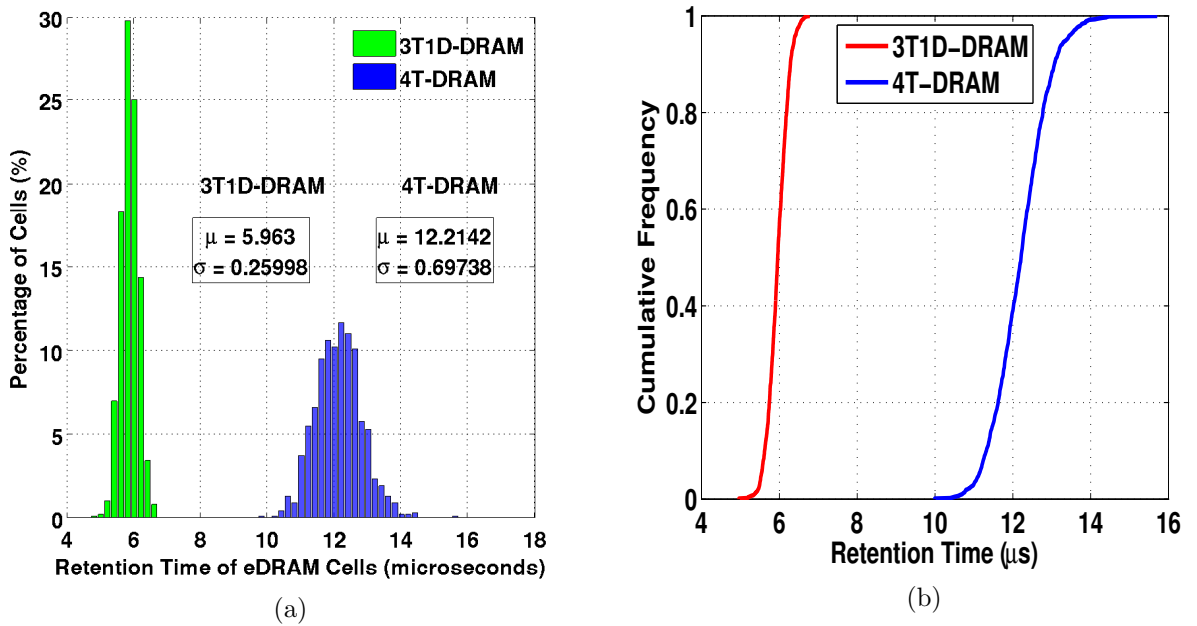 30
25
20
15
10
5
0
4 6 8 10 12 14 16 18
Percentage of Cells (%)
Retention Time of eDRAM Cells (microseconds)
3T1D-DRAM
4T-DRAM
3T1D-DRAM
μ = 5.963
σ = 0.25998
4T-DRAM
μ = 12.2142
σ = 0.69738
(a)
1
0.8
0.6
0.4
0.2
0
4 6 8 10 12 14 16
Cumulative Frequency
Retention Time (μs)
3T1D–DRAM
4T–DRAM
(b)